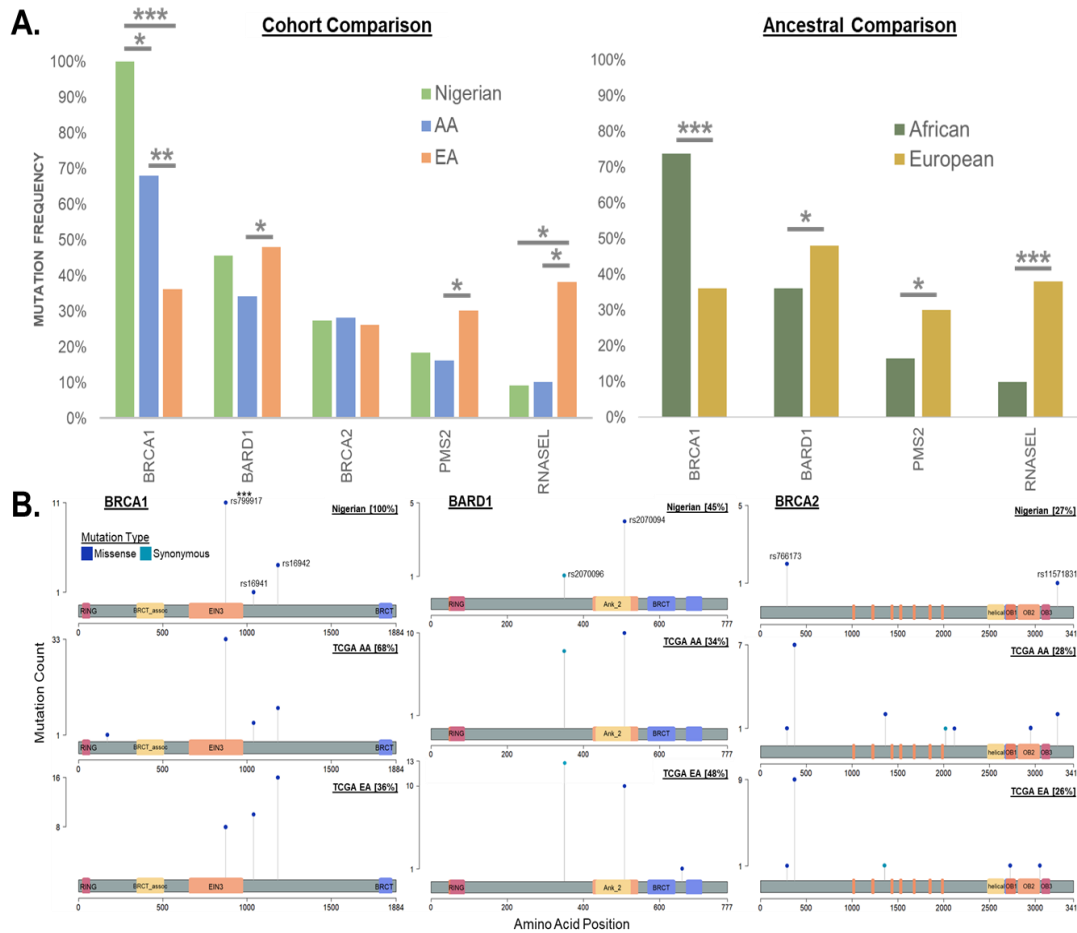 A.
Cohort Comparison
***
*
**
*
*
*
*
MUTATION FREQUENCY
100%
90%
80%
70%
60%
50%
40%
30%
20%
10%
0%
Nigerian
AA
EA
BRCA1
BARD1
BRCA2
PMS2
RNASEL
Ancestral Comparison
100%
90%
80%
70%
60%
50%
40%
30%
20%
10%
0%
***
*
*
***
African
European
BRCA1
BARD1
PMS2
RNASEL
B.
Mutation Count
BRCA1
Mutation Type
Missense Synonymous
Nigerian [100%]
11
1
***
rs799917
rs16941
rs16942
RING BRCT_assoc EIN3 BRCT
0 500 1000 1500 1884
TCGA AA [68%]
33
1
RING BRCT_assoc EIN3 BRCT
0 500 1000 1500 1884
TCGA EA [36%]
16
8
RING BRCT_assoc EIN3 BRCT
0 500 1000 1500 1884
BARD1
Nigerian [45%]
5
1
rs2070096
rs2070094
RING Ank_2 BRCT
0 200 400 600 777
TCGA AA [34%]
10
1
RING Ank_2 BRCT
0 200 400 600 777
TCGA EA [48%]
13
10
1
RING Ank_2 BRCT
0 200 400 600 777
BRCA2
Nigerian [27%]
5
1
rs766173
rs11571831
helical OB1 OB2 OB3
0 500 1000 1500 2000 2500 3000 341
TCGA AA [28%]
7
1
helical OB1 OB2 OB3
0 500 1000 1500 2000 2500 3000 341
TCGA EA [26%]
9
1
helical OB1 OB2 OB3
0 500 1000 1500 2000 2500 3000 341
Amino Acid Position